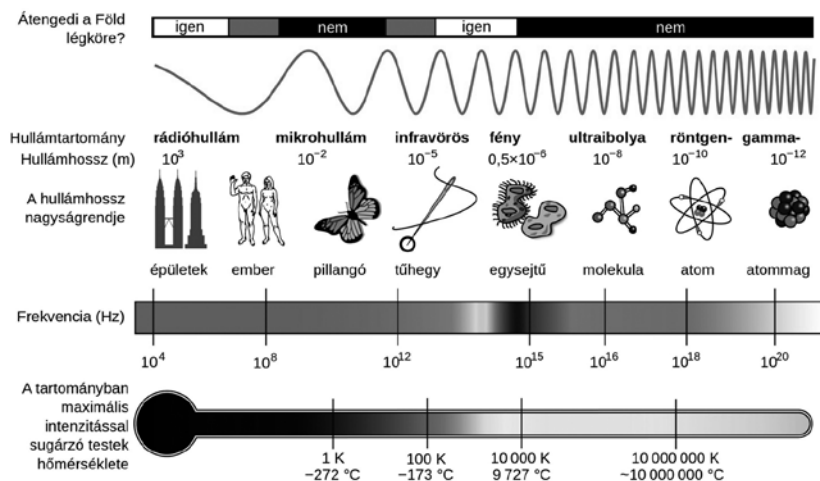 Átengedi a Föld
légköre?
igen nem igen nem
Hullámtartomány rádióhullám mikrohullám infravörös fény ultraibolya röntgen- gamma-
Hullámhossz (m) 10³ 10⁻² 10⁻⁵ 0,5×10⁻⁶ 10⁻⁸ 10⁻¹⁰ 10⁻¹²
A hullámhossz
nagyságrendje
épületek ember pillangó tűhegy egysejtű molekula atom atommag
Frekvencia (Hz)
10⁴ 10⁸ 10¹² 10¹⁵ 10¹⁶ 10¹⁸ 10²⁰
A tartományban
maximális
intenzitással
sugárzó testek
hőmérséklete
1 K 100 K 10 000 K 10 000 000 K
−272 °C −173 °C 9 727 °C ~10 000 000 °C